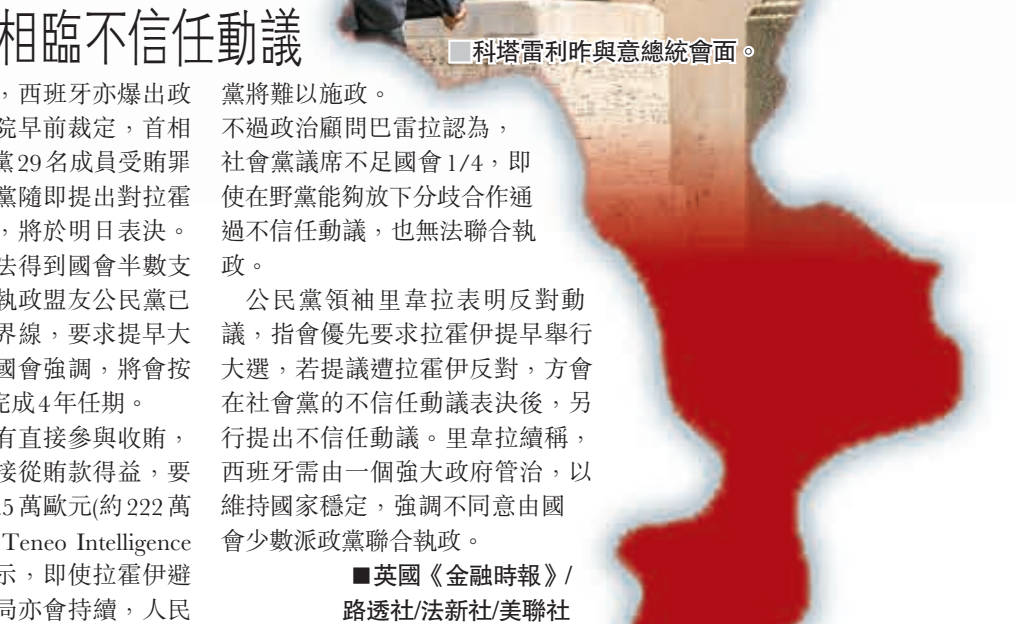 相臨不信任動議
■科塔雷利昨與意總統會面。
，西班牙亦爆出政
院早前裁定，首相
黨29名成員受賄罪
黨隨即提出對拉霍
，將於明日表決。
法得到國會半數支
執政盟友公民黨已
界線，要求提早大
國會強調，將會按
完成4年任期。
有直接參與收賄，
接從賄款得益，要
.5萬歐元(約222萬
Teneo Intelligence
示，即使拉霍伊避
局亦會持續，人民
黨將難以施政。
不過政治顧問巴雷拉認為，
社會黨議席不足國會1/4，即
使在野黨能夠放下分歧合作通
過不信任動議，也無法聯合執
政。
公民黨領袖里韋拉表明反對動
議，指會優先要求拉霍伊提早舉行
大選，若提議遭拉霍伊反對，方會
在社會黨的不信任動議表決後，另
行提出不信任動議。里韋拉續稱，
西班牙需由一個強大政府管治，以
維持國家穩定，強調不同意由國
會少數派政黨聯合執政。
■英國《金融時報》/
路透社/法新社/美聯社